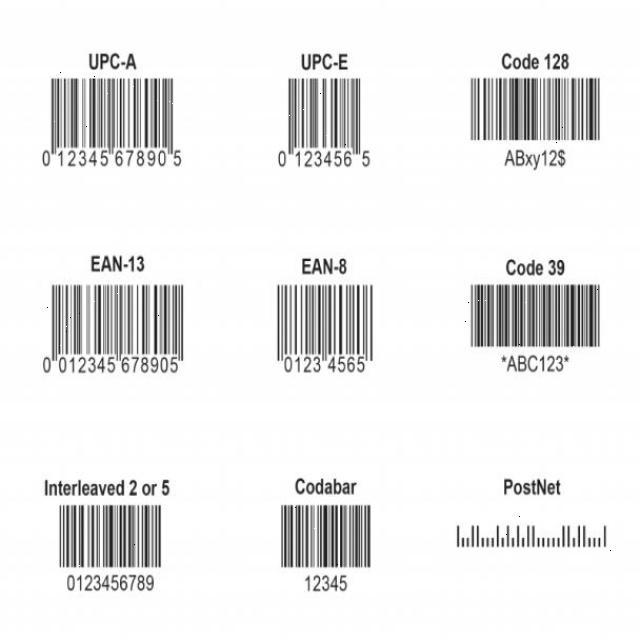 UPC-A
UPC-E
Code 128
0 12345 67890 5
0 123456 5
ABxy12$
EAN-13
EAN-8
Code 39
0 012345 678905
0123 4565
*ABC123*
Interleaved 2 or 5
Codabar
PostNet
0123456789
12345